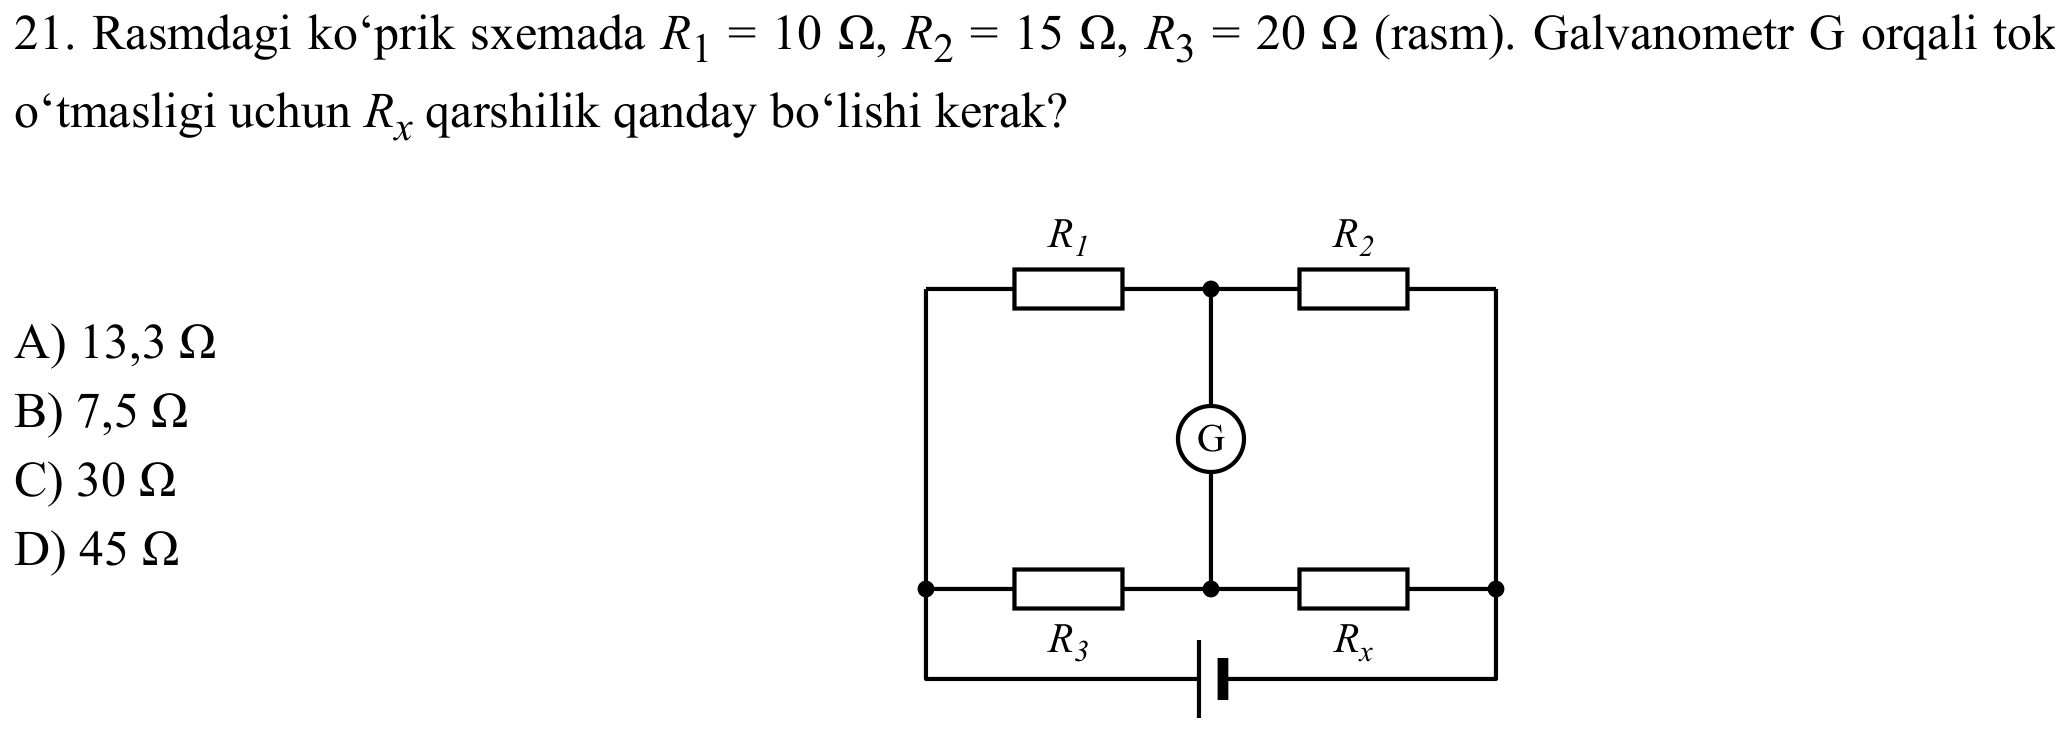 21. Rasmdagi ko‘prik sxemada R₁ = 10 Ω, R₂ = 15 Ω, R₃ = 20 Ω (rasm). Galvanometr G orqali tok
o‘tmasligi uchun Rₓ qarshilik qanday bo‘lishi kerak?
R₁
R₂
A) 13,3 Ω
B) 7,5 Ω
G
C) 30 Ω
D) 45 Ω
R₃
Rₓ